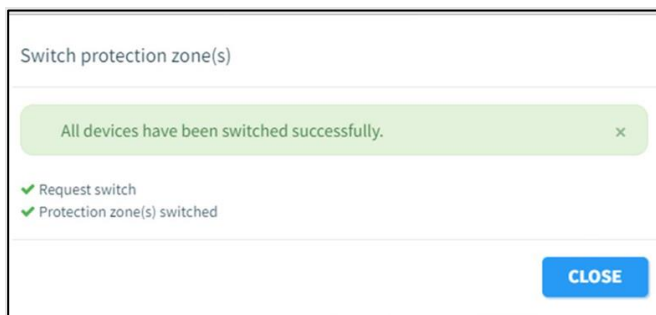 Switch protection zone(s)
All devices have been switched successfully. ×
✔ Request switch
✔ Protection zone(s) switched
CLOSE